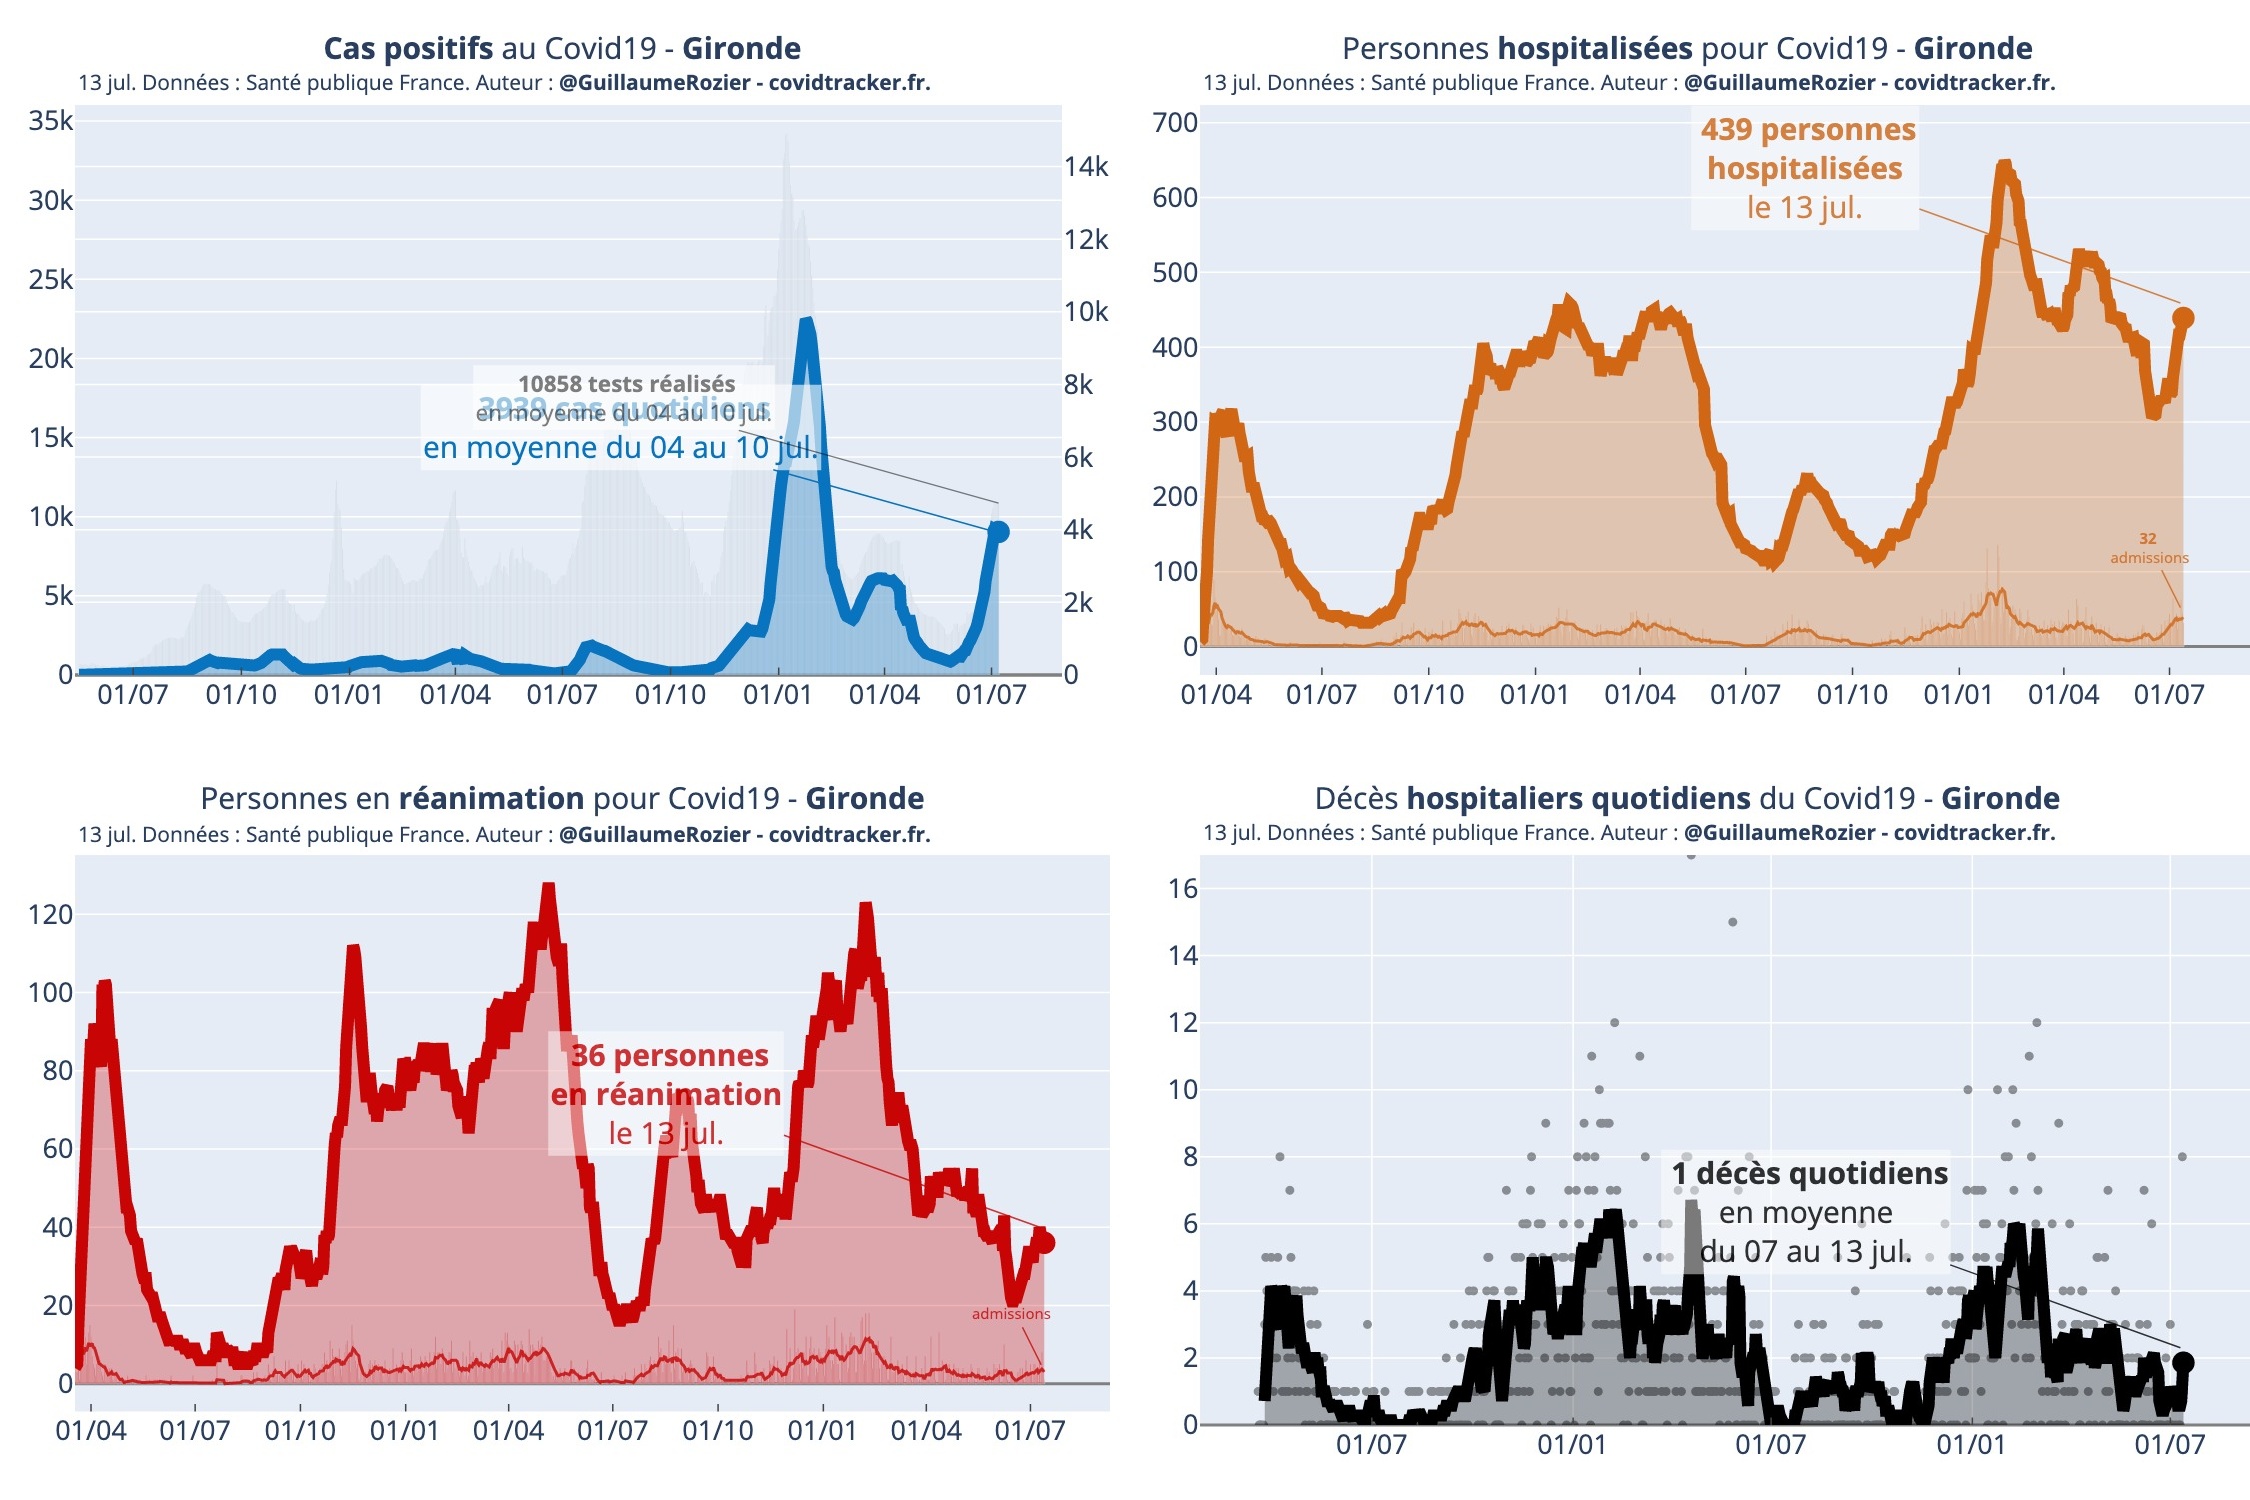 Cas positifs au Covid19 - Gironde
13 jul. Données : Santé publique France. Auteur : @GuillaumeRozier - covidtracker.fr.
35k
30k
25k
20k
15k
10k
5k
0
14k
12k
10k
8k
6k
4k
2k
0
10858 tests réalisés
en moyenne du 04 au 10 jul.
3939 cas quotidiens
en moyenne du 04 au 10 jul.
01/07 01/10 01/01 01/04 01/07 01/10 01/01 01/04 01/07
Personnes hospitalisées pour Covid19 - Gironde
13 jul. Données : Santé publique France. Auteur : @GuillaumeRozier - covidtracker.fr.
700
600
500
400
300
200
100
0
439 personnes
hospitalisées
le 13 jul.
32
admissions
01/04 01/07 01/10 01/01 01/04 01/07 01/10 01/01 01/04 01/07
Personnes en réanimation pour Covid19 - Gironde
13 jul. Données : Santé publique France. Auteur : @GuillaumeRozier - covidtracker.fr.
120
100
80
60
40
20
0
36 personnes
en réanimation
le 13 jul.
admissions
01/04 01/07 01/10 01/01 01/04 01/07 01/10 01/01 01/04 01/07
Décès hospitaliers quotidiens du Covid19 - Gironde
13 jul. Données : Santé publique France. Auteur : @GuillaumeRozier - covidtracker.fr.
16
14
12
10
8
6
4
2
0
1 décès quotidiens
en moyenne
du 07 au 13 jul.
01/07 01/01 01/07 01/01 01/07